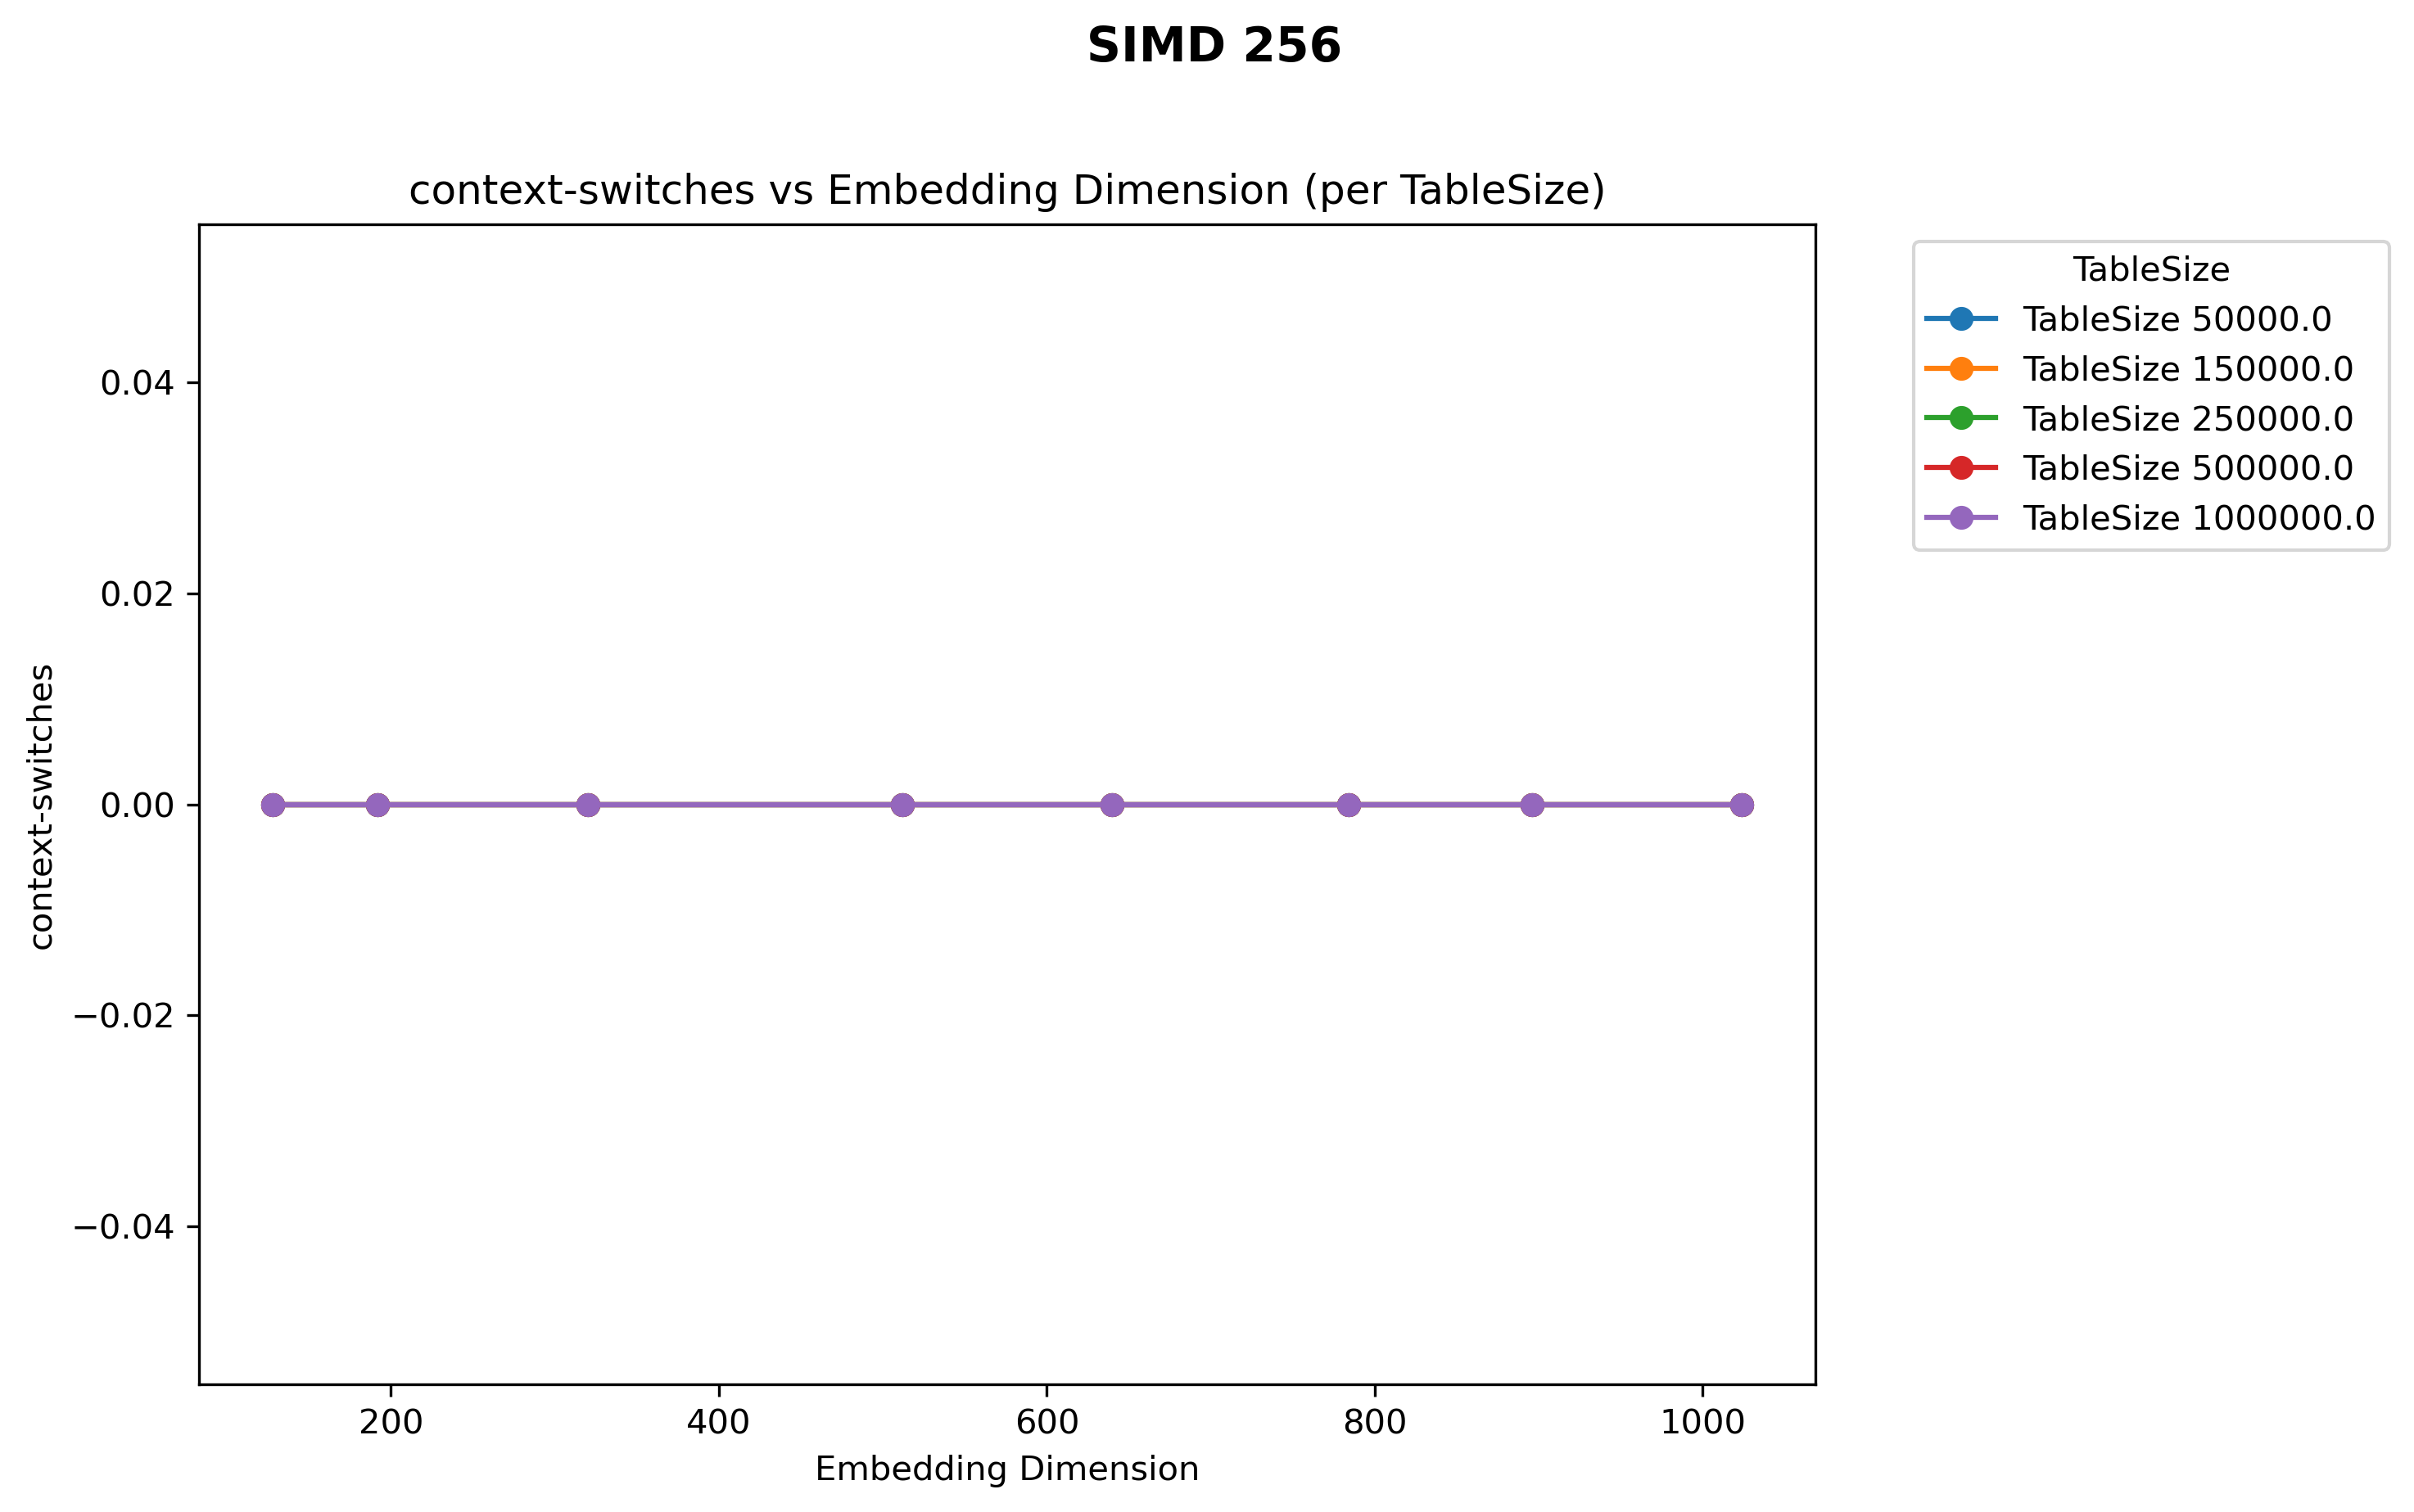 SIMD 256
context-switches vs Embedding Dimension (per TableSize)
TableSize
TableSize 50000.0
TableSize 150000.0
TableSize 250000.0
TableSize 500000.0
TableSize 1000000.0
context-switches
0.04
0.02
0.00
−0.02
−0.04
200
400
600
800
1000
Embedding Dimension